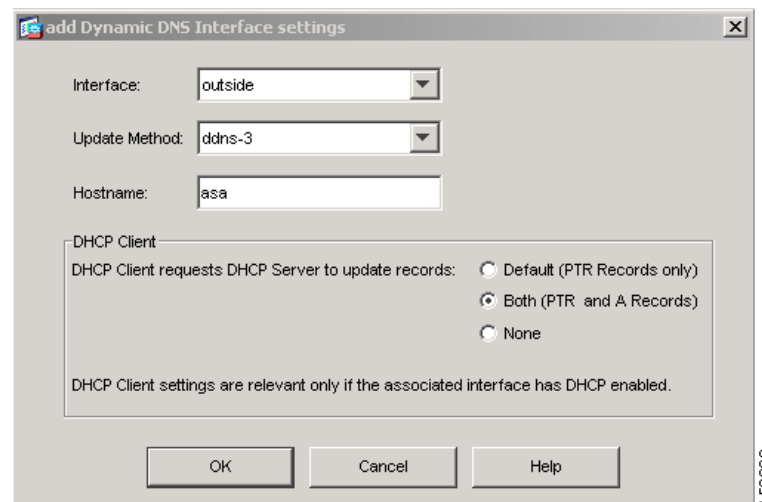 add Dynamic DNS Interface settings
Interface: outside
Update Method: ddns-3
Hostname: asa
DHCP Client
DHCP Client requests DHCP Server to update records: Default (PTR Records only)
Both (PTR and A Records)
None
DHCP Client settings are relevant only if the associated interface has DHCP enabled.
OK Cancel Help